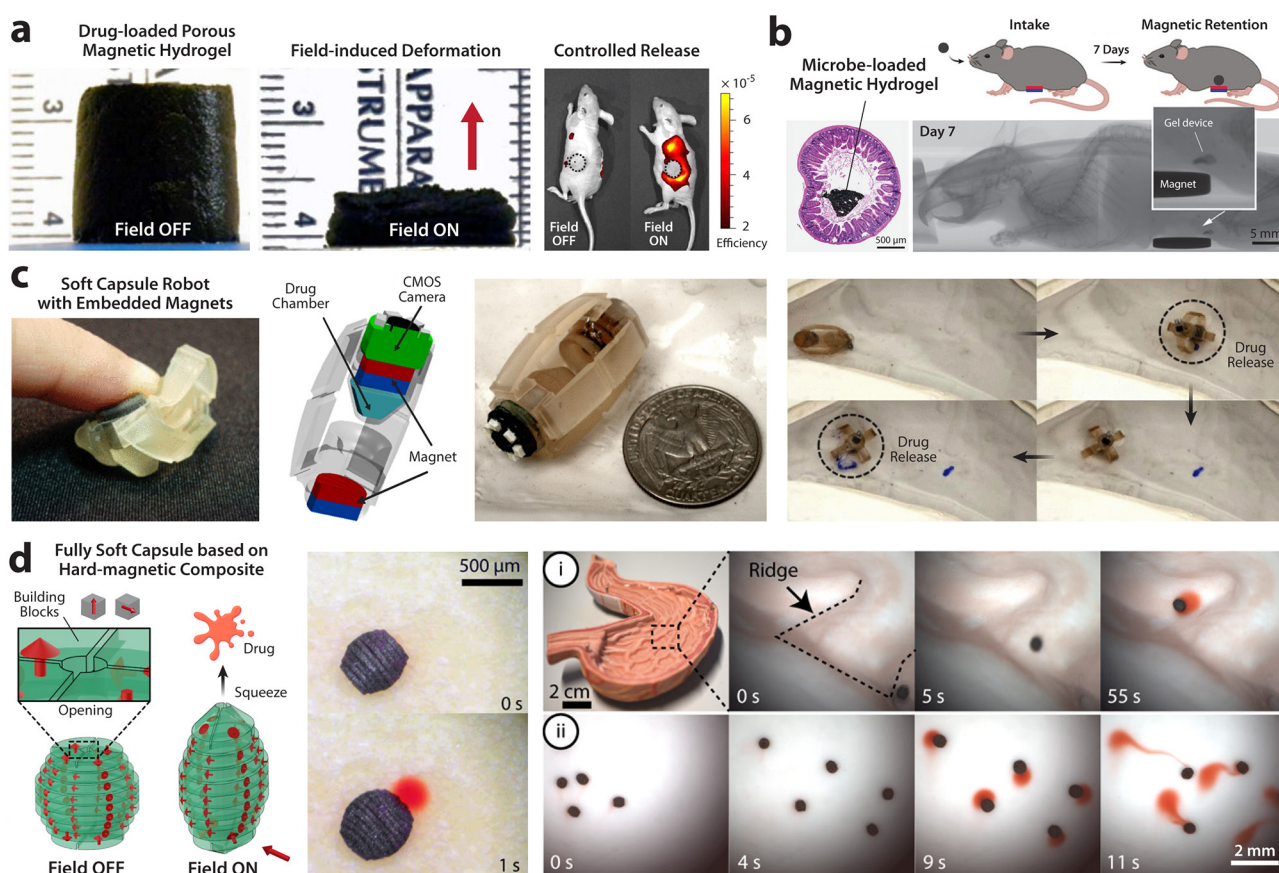 a
Drug-loaded Porous
Magnetic Hydrogel
Field-induced Deformation
Controlled Release
3
4
Field OFF
3
4
STRUME
APPARA
Field ON
Field
OFF
Field
ON
× 10-5
6
4
2
Efficiency
b
Intake
Magnetic Retention
7 Days
Microbe-loaded
Magnetic Hydrogel
500 µm
Day 7
Gel device
Magnet
5 mm
c
Soft Capsule Robot
with Embedded Magnets
Drug
Chamber
CMOS
Camera
Magnet
QUARTER
Drug
Release
Drug
Release
d
Fully Soft Capsule based on
Hard-magnetic Composite
Building
Blocks
Drug
Squeeze
Opening
Field OFF
Field ON
500 µm
0 s
1 s
i
2 cm
Ridge
0 s
5 s
55 s
ii
0 s
4 s
9 s
11 s
2 mm